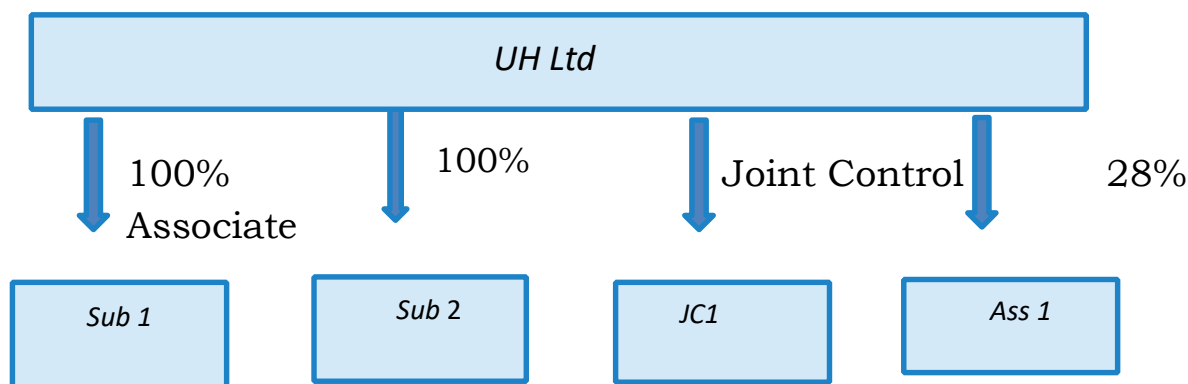 UH Ltd
100% 100% Joint Control 28%
Associate
Sub 1 Sub 2 JC1 Ass 1